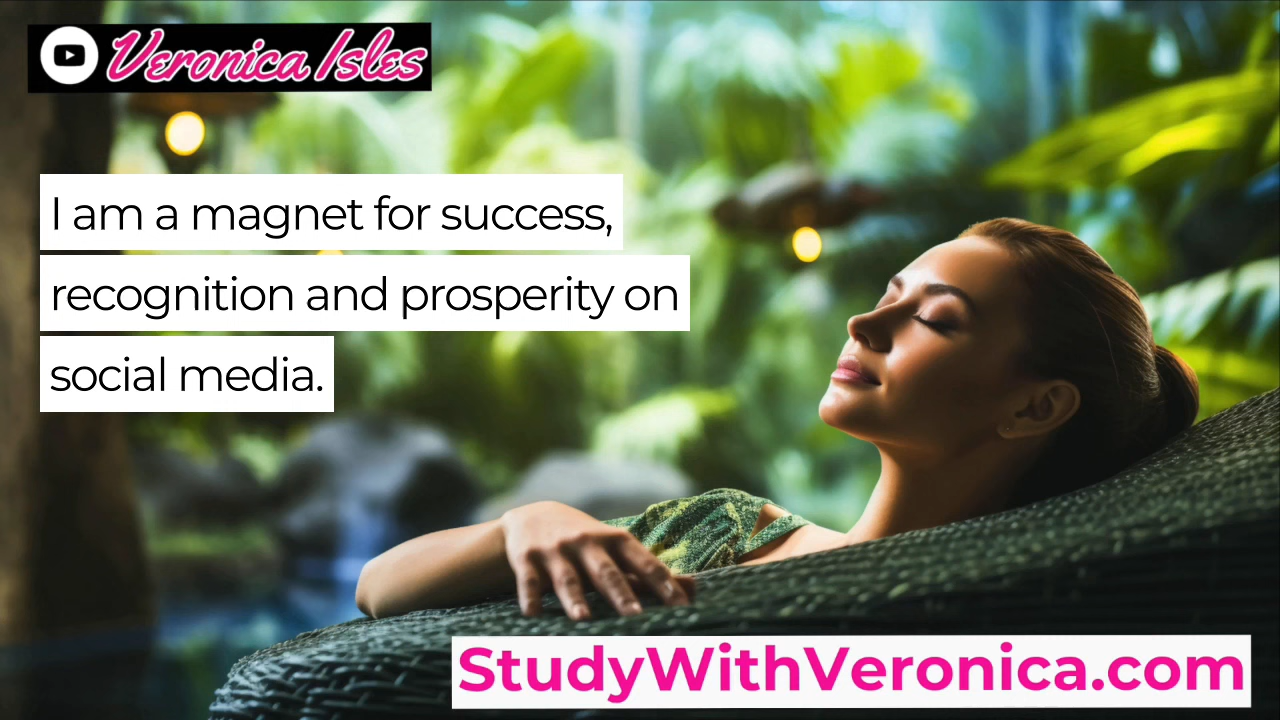 Veronica Isles
I am a magnet for success,
recognition and prosperity on
social media.
StudyWithVeronica.com